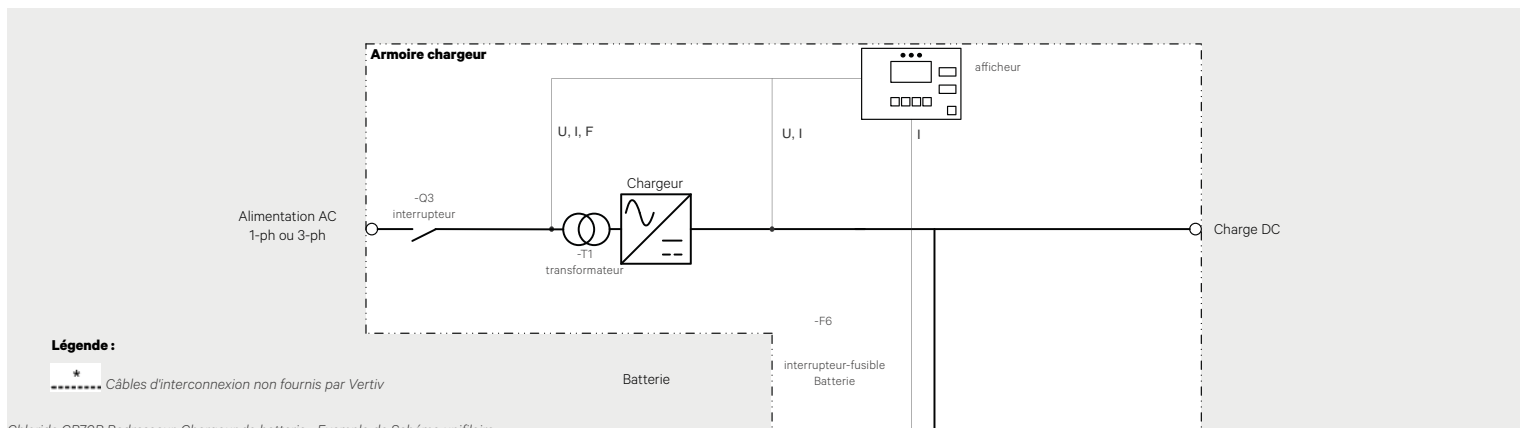 Armoire chargeur
afficheur
U, I, F
U, I
I
Chargeur
-Q3
interrupteur
Alimentation AC
1-ph ou 3-ph
Charge DC
-T1
transformateur
-F6
Légende :
interrupteur-fusible
Batterie
Batterie
*
Câbles d'interconnexion non fournis par Vertiv